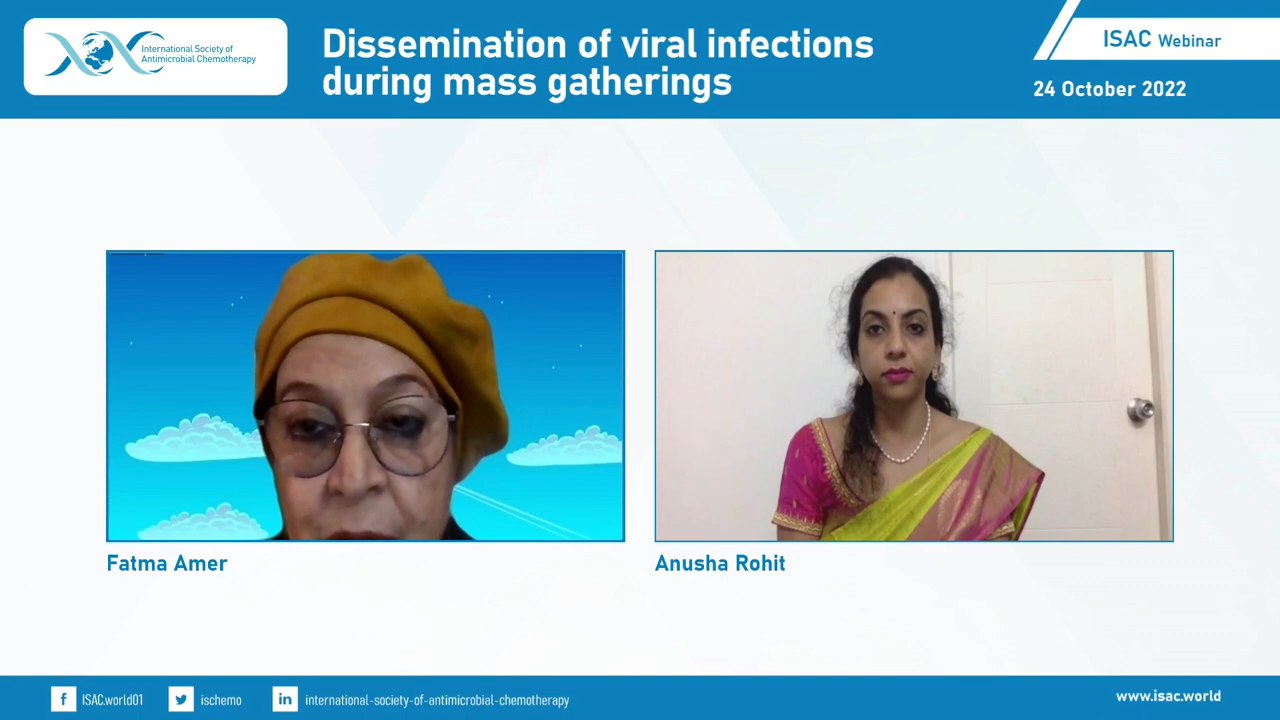 International Society of
Antimicrobial Chemotherapy
Dissemination of viral infections
during mass gatherings
ISAC Webinar
24 October 2022
Fatma Amer
Anusha Rohit
f ISAC.world01
ischemo
in international-society-of-antimicrobial-chemotherapy
www.isac.world